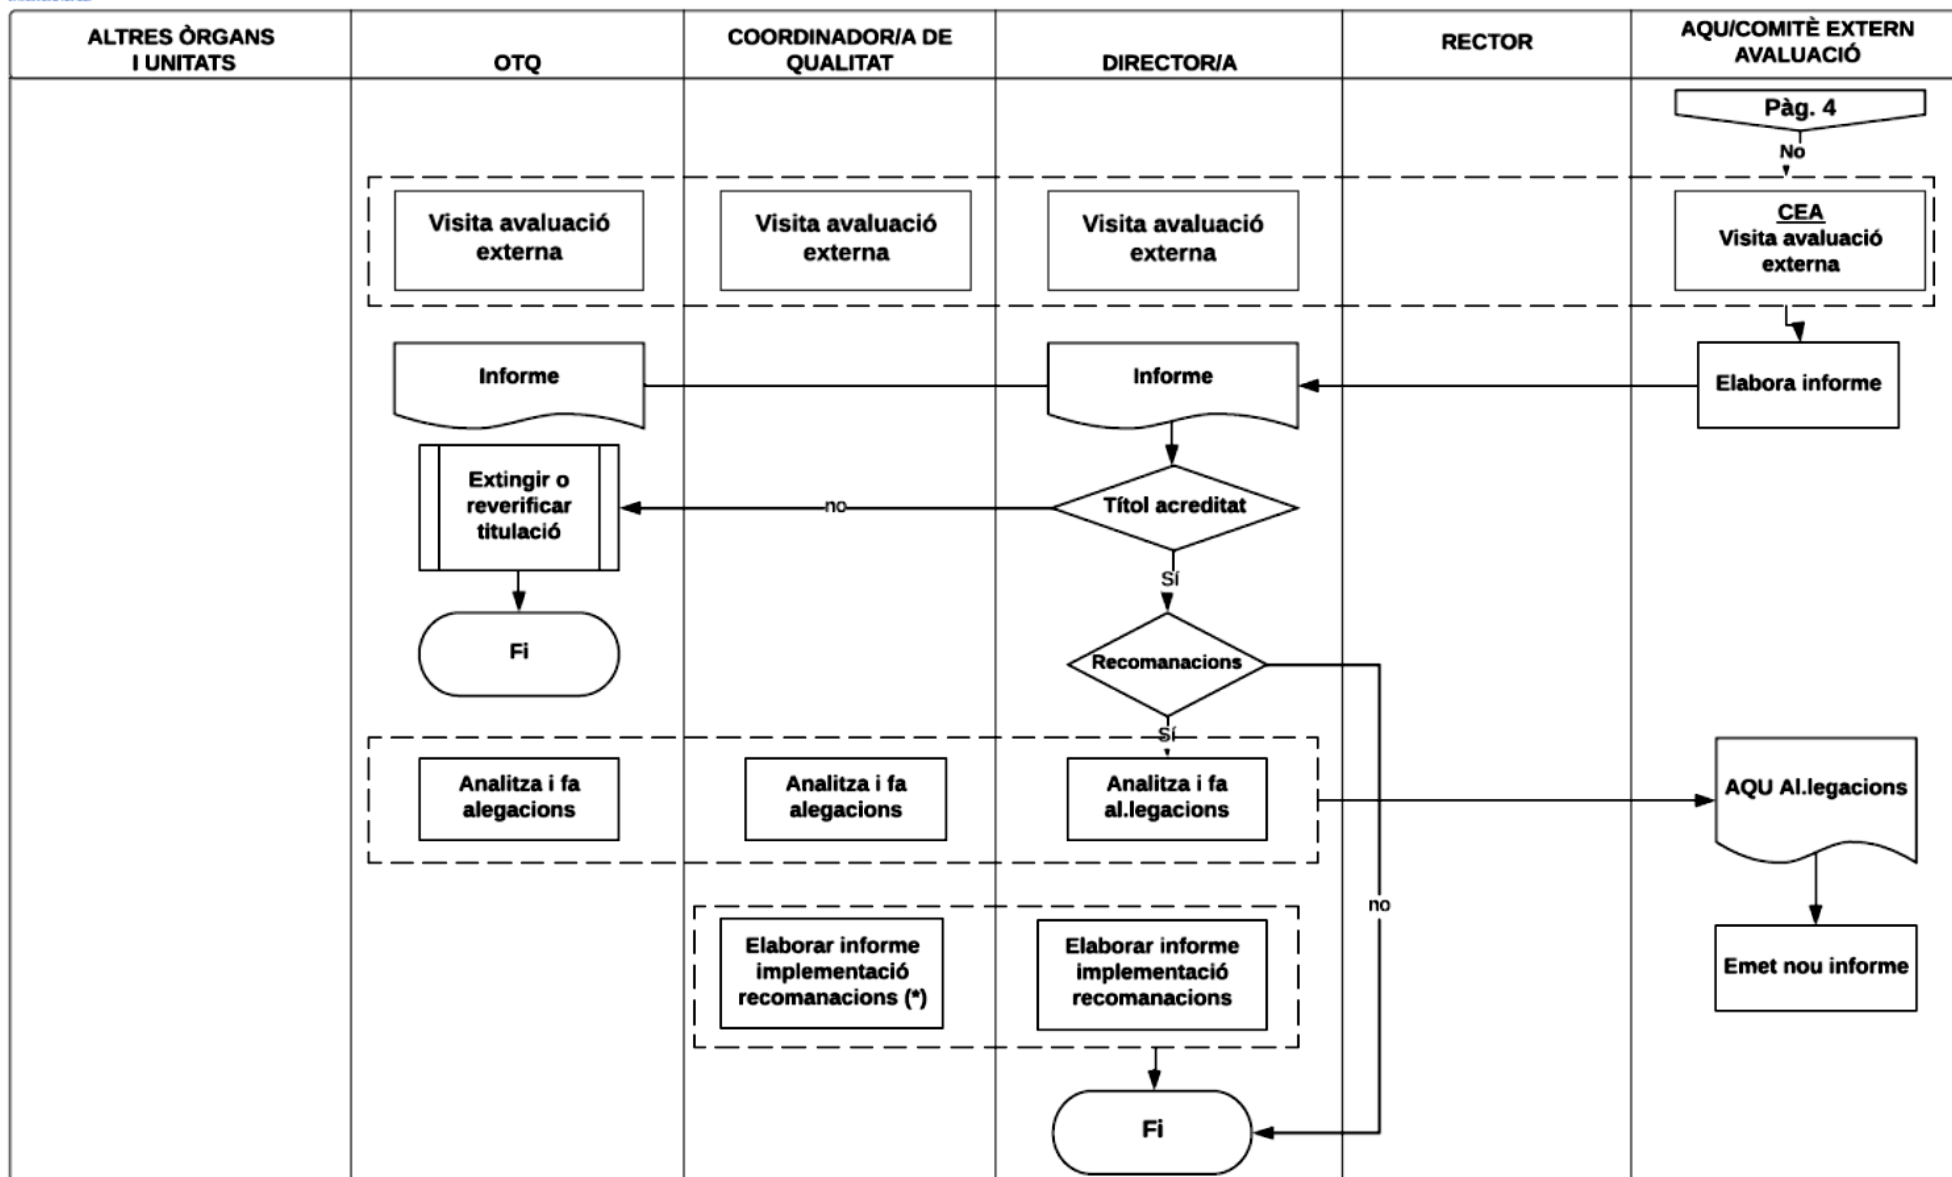 ALTRES ÒRGANS
I UNITATS
OTQ
COORDINADOR/A DE
QUALITAT
DIRECTOR/A
RECTOR
AQU/COMITÈ EXTERN
AVALUACIÓ
Pàg. 4
No
Visita avaluació
externa
Visita avaluació
externa
Visita avaluació
externa
CEA
Visita avaluació
externa
Informe
Informe
Elabora informe
Extingir o
reverificar
titulació
no
Títol acreditat
Sí
Fi
Recomanacions
Sí
Analitza i fa
alegacions
Analitza i fa
alegacions
Analitza i fa
al.legacions
AQU Al.legacions
no
Elaborar informe
implementació
recomanacions (*)
Elaborar informe
implementació
recomanacions
Emet nou informe
Fi